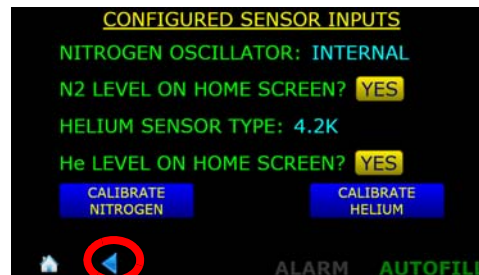 CONFIGURED SENSOR INPUTS
NITROGEN OSCILLATOR: INTERNAL
N2 LEVEL ON HOME SCREEN? YES
HELIUM SENSOR TYPE: 4.2K
He LEVEL ON HOME SCREEN? YES
CALIBRATE
NITROGEN
CALIBRATE
HELIUM
ALARM AUTOFILL